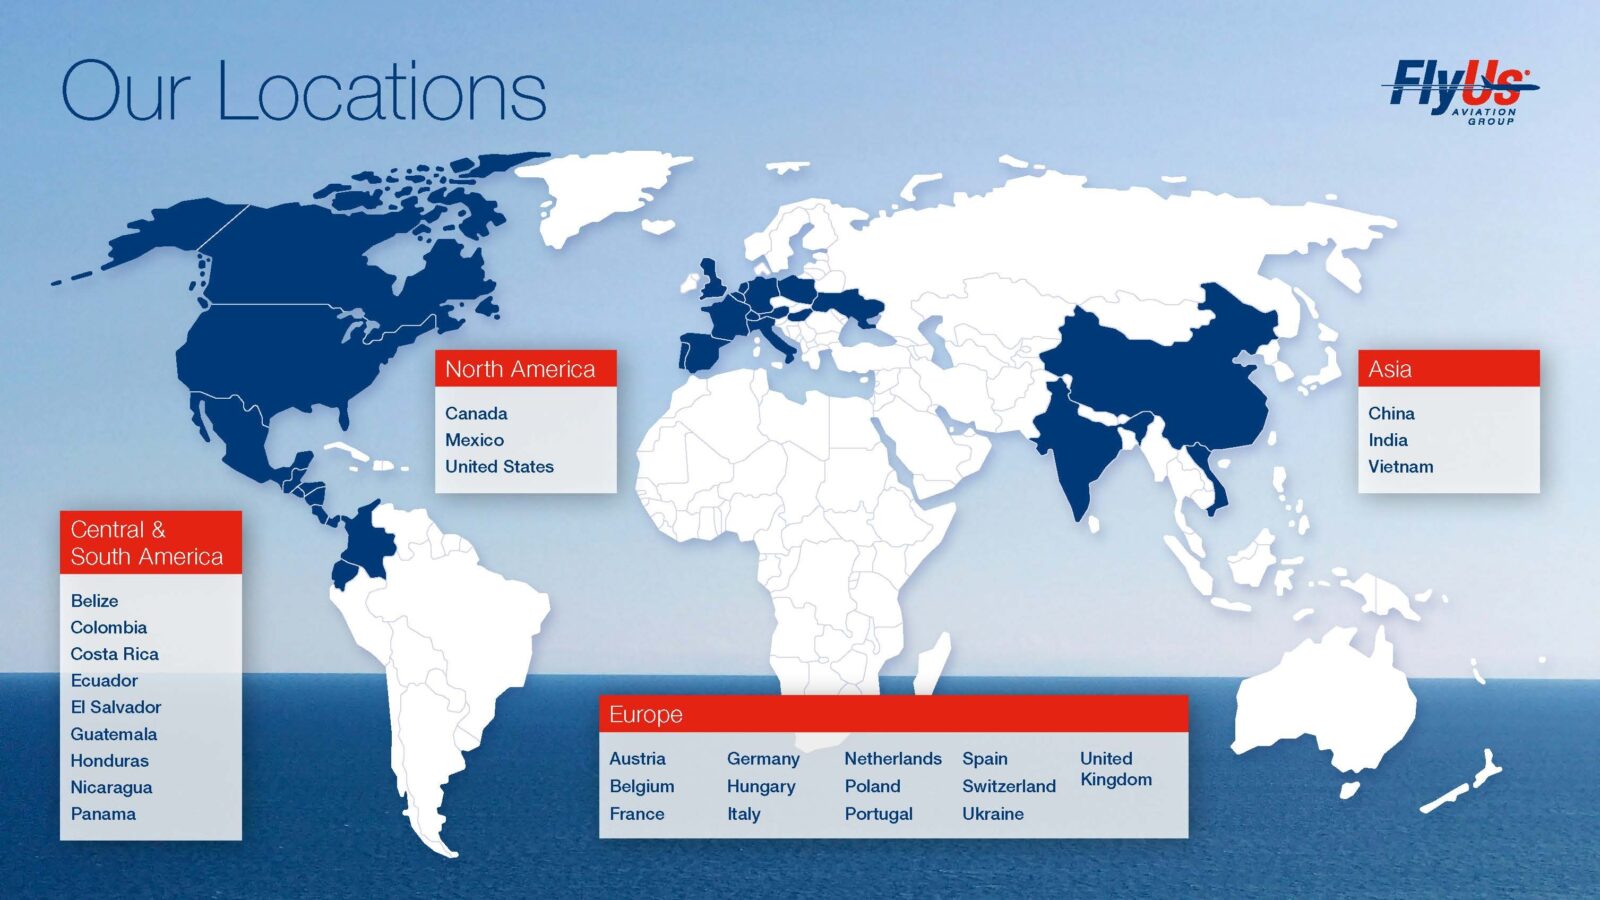 Our Locations
FlyUs
AVIATION
GROUP
North America
Canada
Mexico
United States
Asia
China
India
Vietnam
Central &
South America
Belize
Colombia
Costa Rica
Ecuador
El Salvador
Guatemala
Honduras
Nicaragua
Panama
Europe
Austria
Belgium
France
Germany
Hungary
Italy
Netherlands
Poland
Portugal
Spain
Switzerland
Ukraine
United
Kingdom